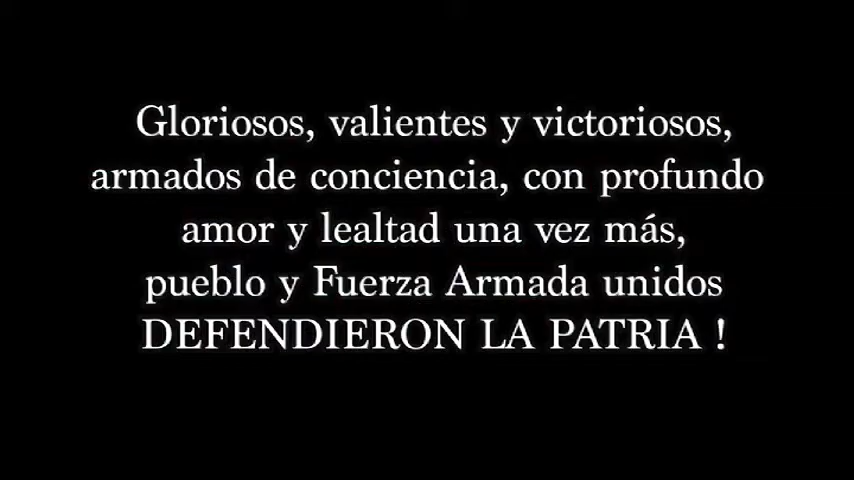 Gloriosos, valientes y victoriosos,
armados de conciencia, con profundo
amor y lealtad una vez más,
pueblo y Fuerza Armada unidos
DEFENDIERON LA PATRIA !